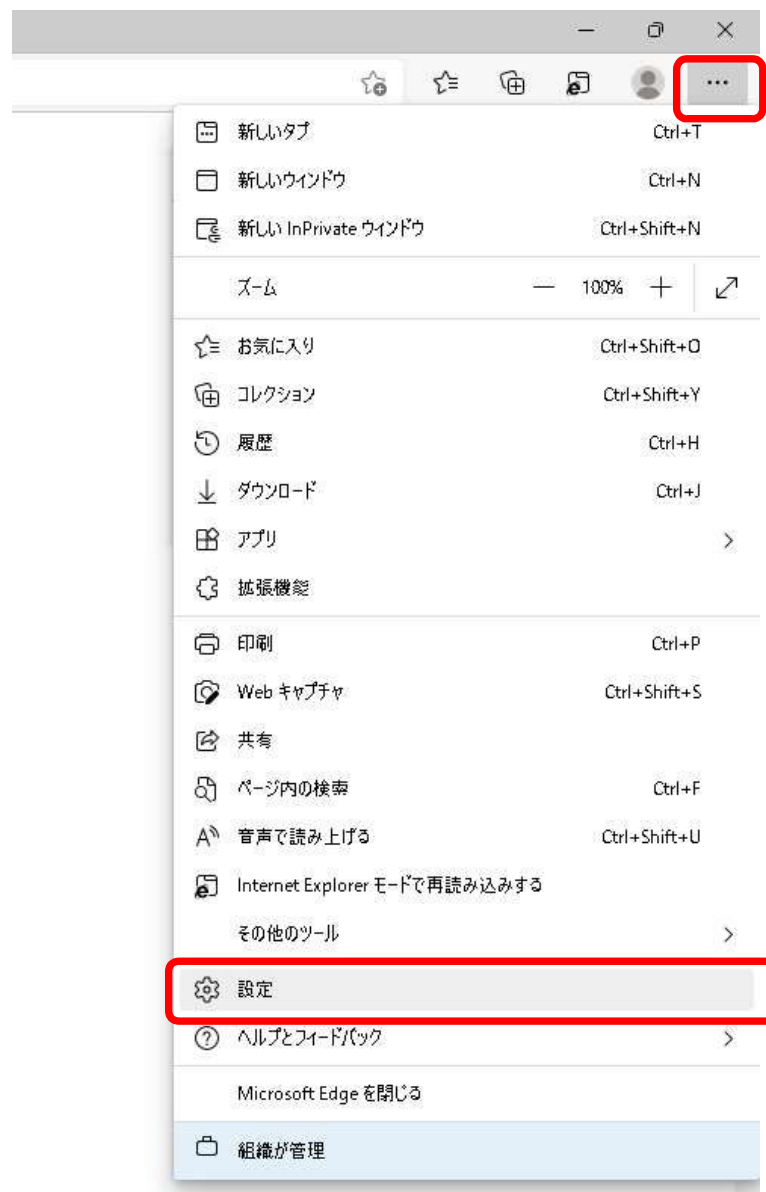 新しいタブ Ctrl+T
新しいウインドウ Ctrl+N
新しい InPrivate ウインドウ Ctrl+Shift+N
ズーム 100%
お気に入り Ctrl+Shift+O
コレクション Ctrl+Shift+Y
履歴 Ctrl+H
ダウンロード Ctrl+J
アプリ
拡張機能
印刷 Ctrl+P
Web キャプチャ Ctrl+Shift+S
共有
ページ内の検索 Ctrl+F
音声で読み上げる Ctrl+Shift+U
Internet Explorer モードで再読み込みする
その他のツール
設定
ヘルプとフィードバック
Microsoft Edge を閉じる
組織が管理